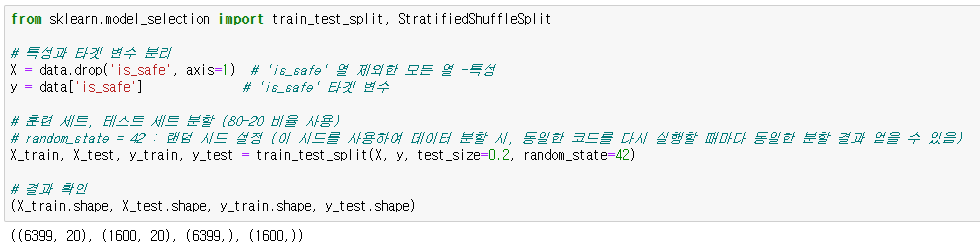 from sklearn.model_selection import train_test_split, StratifiedShuffleSplit
# 특성과 타겟 변수 분리
X = data.drop('is_safe', axis=1)  # 'is_safe' 열 제외한 모든 열 -특성
y = data['is_safe']               # 'is_safe' 타겟 변수
# 훈련 세트, 테스트 세트 분할 (80-20 비율 사용)
# random_state = 42 : 랜덤 시드 설정 (이 시드를 사용하여 데이터 분할 시, 동일한 코드를 다시 실행할 때마다 동일한 분할 결과 얻을 수 있음)
X_train, X_test, y_train, y_test = train_test_split(X, y, test_size=0.2, random_state=42)
# 결과 확인
(X_train.shape, X_test.shape, y_train.shape, y_test.shape)
((6399, 20), (1600, 20), (6399,), (1600,))